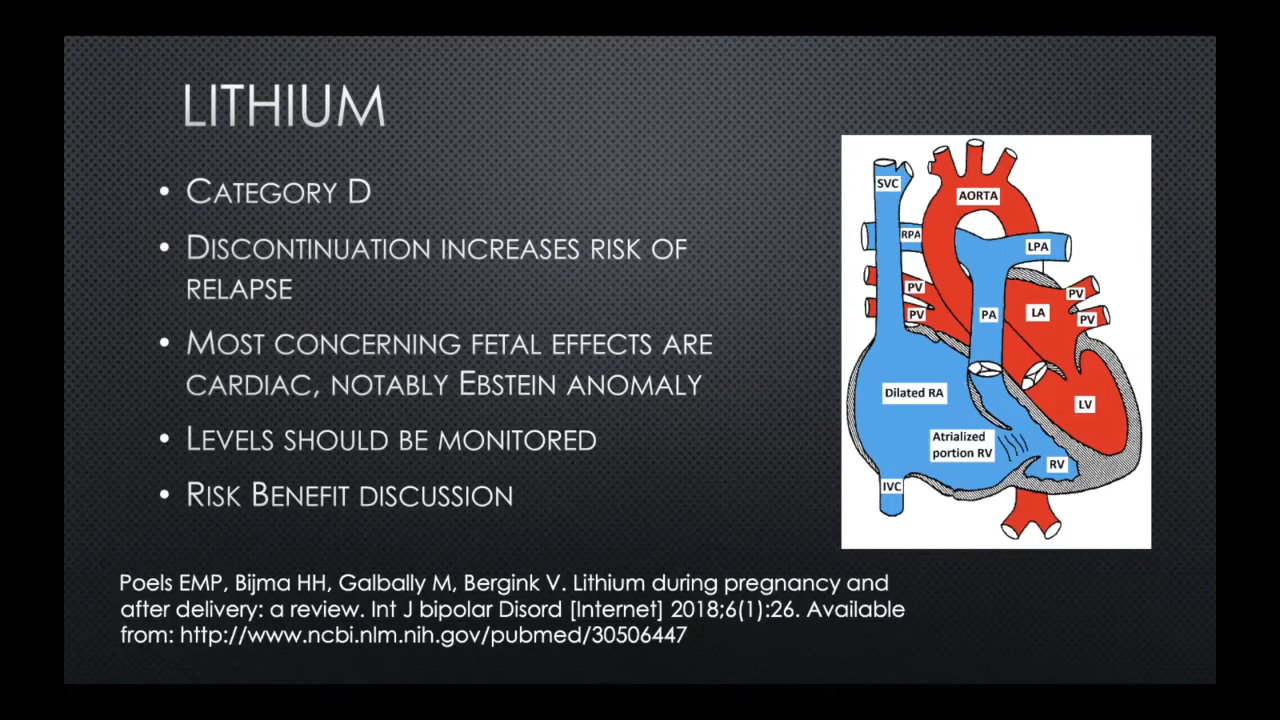 LITHIUM
• CATEGORY D
• DISCONTINUATION INCREASES RISK OF
RELAPSE
• MOST CONCERNING FETAL EFFECTS ARE
CARDIAC, NOTABLY EBSTEIN ANOMALY
• LEVELS SHOULD BE MONITORED
• RISK BENEFIT DISCUSSION
SVC
AORTA
RPA
LPA
PV
PV
PA
LA
PV
PV
Dilated RA
LV
Atrialized
portion RV
RV
IVC
Poels EMP, Bijma HH, Galbally M, Bergink V. Lithium during pregnancy and
after delivery: a review. Int J bipolar Disord [Internet] 2018;6(1):26. Available
from: http://www.ncbi.nlm.nih.gov/pubmed/30506447